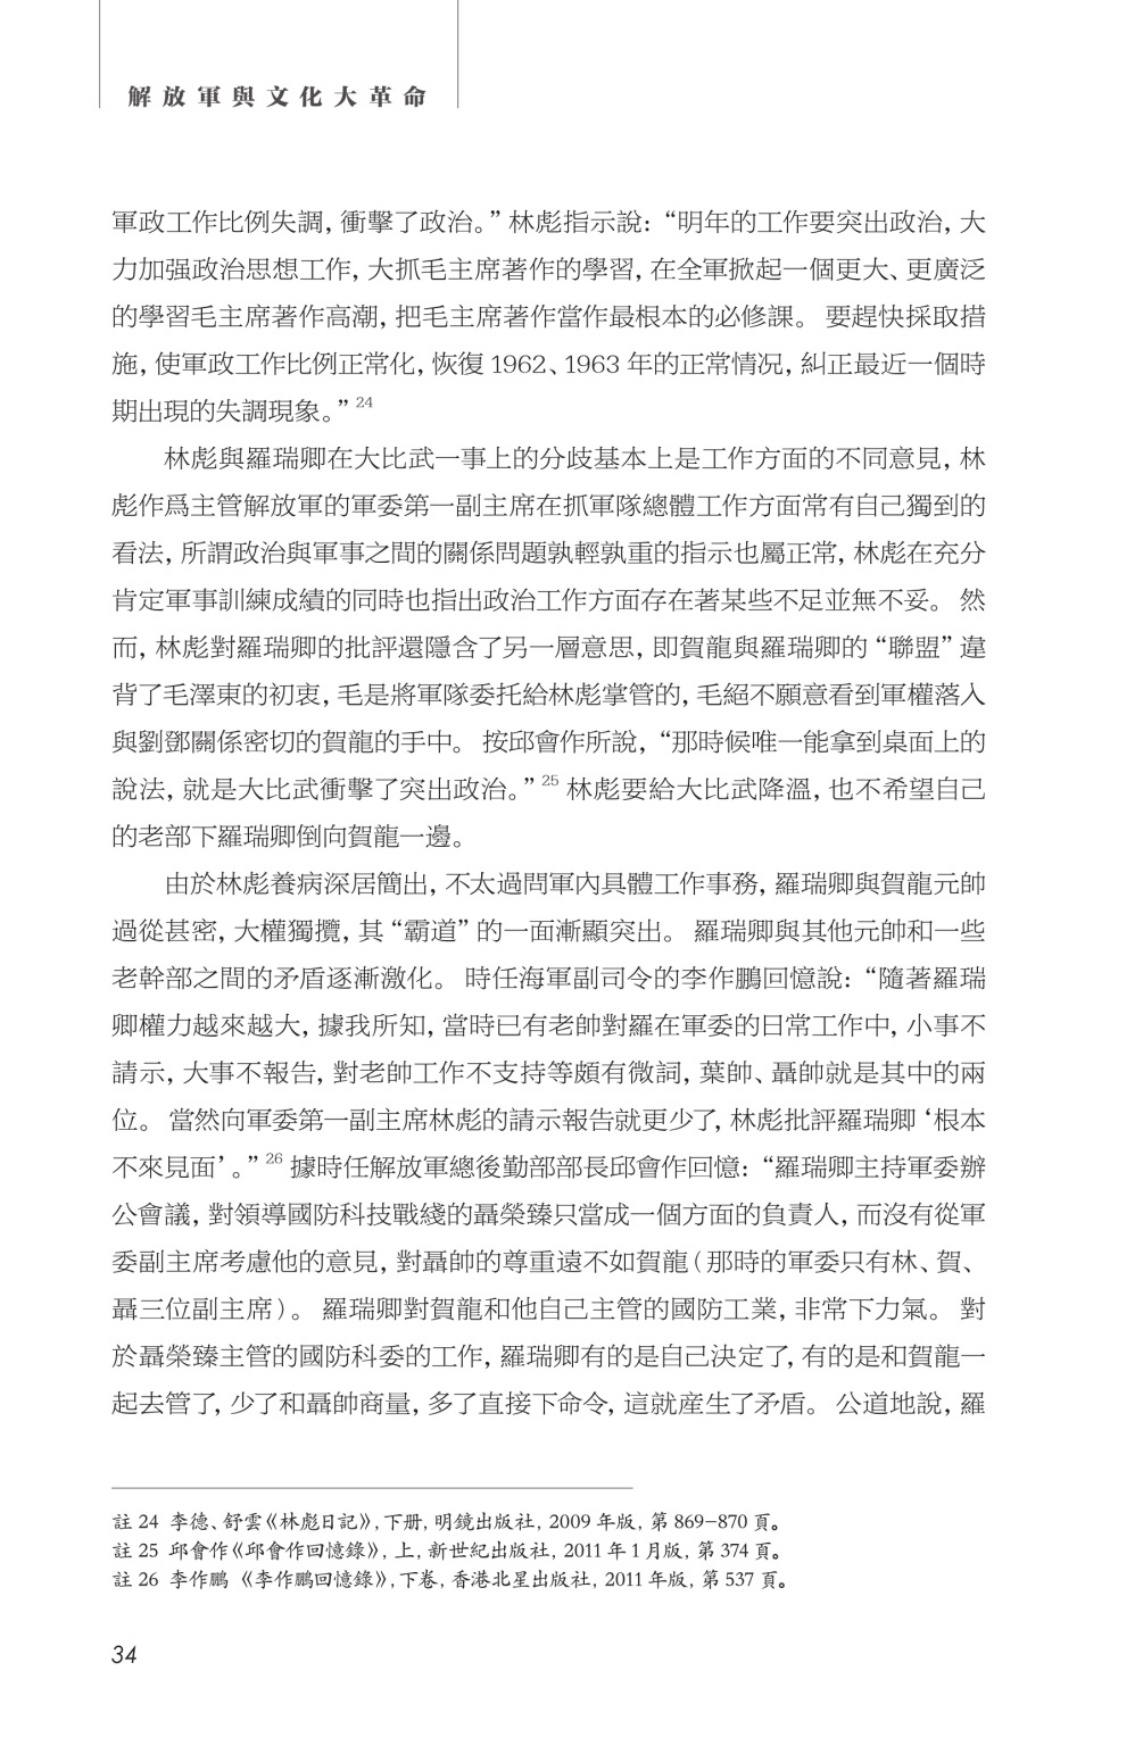 解放軍與文化大革命
軍政工作比例失調，衝擊了政治。”林彪指示說：“明年的工作要突出政治，大
力加强政治思想工作，大抓毛主席著作的學習，在全軍掀起一個更大、更廣泛
的學習毛主席著作高潮，把毛主席著作當作最根本的必修課。 要趕快採取措
施，使軍政工作比例正常化，恢復 1962、1963 年的正常情況，糾正最近一個時
期出現的失調現象。”24
林彪與羅瑞卿在大比武一事上的分歧基本上是工作方面的不同意見，林
彪作爲主管解放軍的軍委第一副主席在抓軍隊總體工作方面常有自己獨到的
看法，所謂政治與軍事之間的關係問題孰輕孰重的指示也屬正常，林彪在充分
肯定軍事訓練成績的同時也指出政治工作方面存在著某些不足並無不妥。 然
而，林彪對羅瑞卿的批評還隱含了另一層意思，即賀龍與羅瑞卿的“聯盟”違
背了毛澤東的初衷，毛是將軍隊委托給林彪掌管的，毛絕不願意看到軍權落入
與劉鄧關係密切的賀龍的手中。 按邱會作所說，“那時候唯一能拿到桌面上的
說法，就是大比武衝擊了突出政治。”25 林彪要給大比武降溫，也不希望自己
的老部下羅瑞卿倒向賀龍一邊。
由於林彪養病深居簡出，不太過問軍內具體工作事務，羅瑞卿與賀龍元帥
過從甚密，大權獨攬，其“霸道”的一面漸顯突出。 羅瑞卿與其他元帥和一些
老幹部之間的矛盾逐漸激化。 時任海軍副司令的李作鵬回憶說：“隨著羅瑞
卿權力越來越大，據我所知，當時已有老帥對羅在軍委的日常工作中，小事不
請示，大事不報告，對老帥工作不支持等頗有微詞，葉帥、聶帥就是其中的兩
位。 當然向軍委第一副主席林彪的請示報告就更少了，林彪批評羅瑞卿‘根本
不來見面’。”26 據時任解放軍總後勤部部長邱會作回憶：“羅瑞卿主持軍委辦
公會議，對領導國防科技戰綫的聶榮臻只當成一個方面的負責人，而沒有從軍
委副主席考慮他的意見，對聶帥的尊重遠不如賀龍（那時的軍委只有林、賀、
聶三位副主席）。 羅瑞卿對賀龍和他自己主管的國防工業，非常下力氣。 對
於聶榮臻主管的國防科委的工作，羅瑞卿有的是自己決定了，有的是和賀龍一
起去管了，少了和聶帥商量，多了直接下命令，這就産生了矛盾。 公道地說，羅
註 24 李德、舒雲《林彪日記》，下册，明鏡出版社，2009 年版，第 869–870 頁。
註 25 邱會作《邱會作回憶錄》，上，新世紀出版社，2011 年 1 月版，第 374 頁。
註 26 李作鵬 《李作鵬回憶錄》，下卷，香港北星出版社，2011 年版，第 537 頁。
34